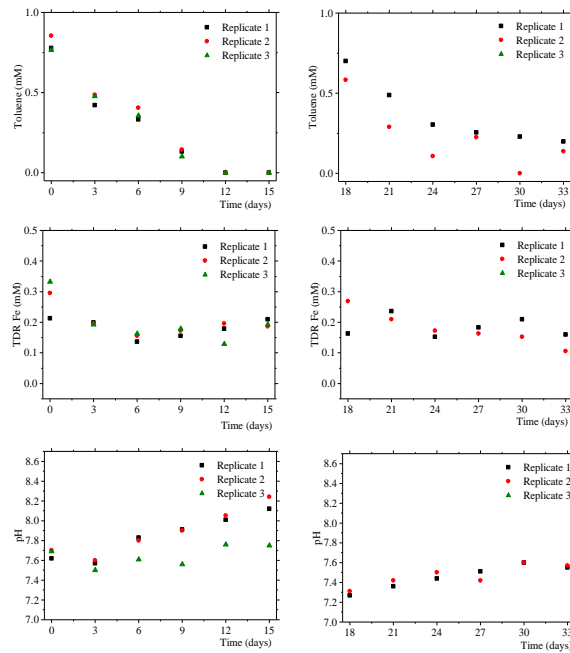 Replicate 1
Replicate 2
Replicate 3
Toluene (mM)
1.0
0.5
0.0
0 3 6 9 12 15
Time (days)
Replicate 1
Replicate 2
Replicate 3
Toluene (mM)
1.0
0.5
0.0
18 21 24 27 30 33
Time (days)
Replicate 1
Replicate 2
Replicate 3
TDR Fe (mM)
0.5
0.4
0.3
0.2
0.1
0.0
0 3 6 9 12 15
Time (days)
Replicate 1
Replicate 2
Replicate 3
TDR Fe (mM)
0.5
0.4
0.3
0.2
0.1
0.0
18 21 24 27 30 33
Time (days)
Replicate 1
Replicate 2
Replicate 3
pH
8.6
8.4
8.2
8.0
7.8
7.6
7.4
7.2
7.0
0 3 6 9 12 15
Time (days)
Replicate 1
Replicate 2
Replicate 3
pH
8.6
8.4
8.2
8.0
7.8
7.6
7.4
7.2
7.0
18 21 24 27 30 33
Time (days)